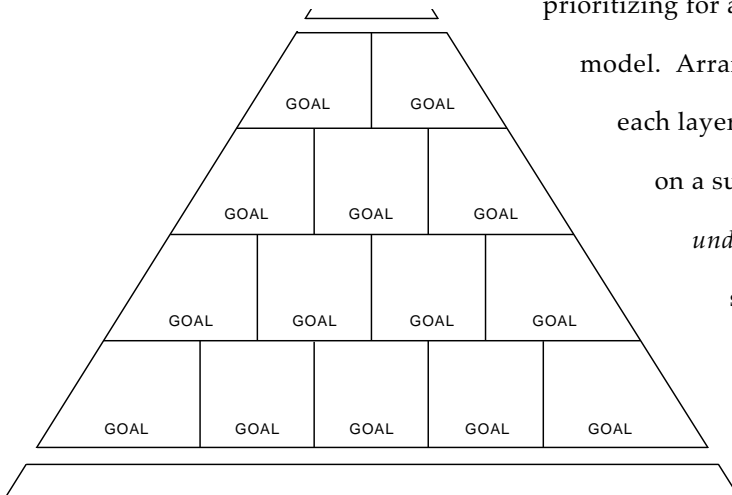 prioritizing for a
model. Arran
GOAL GOAL
each layer
on a su
GOAL GOAL GOAL
und
GOAL GOAL GOAL GOAL
GOAL GOAL GOAL GOAL GOAL